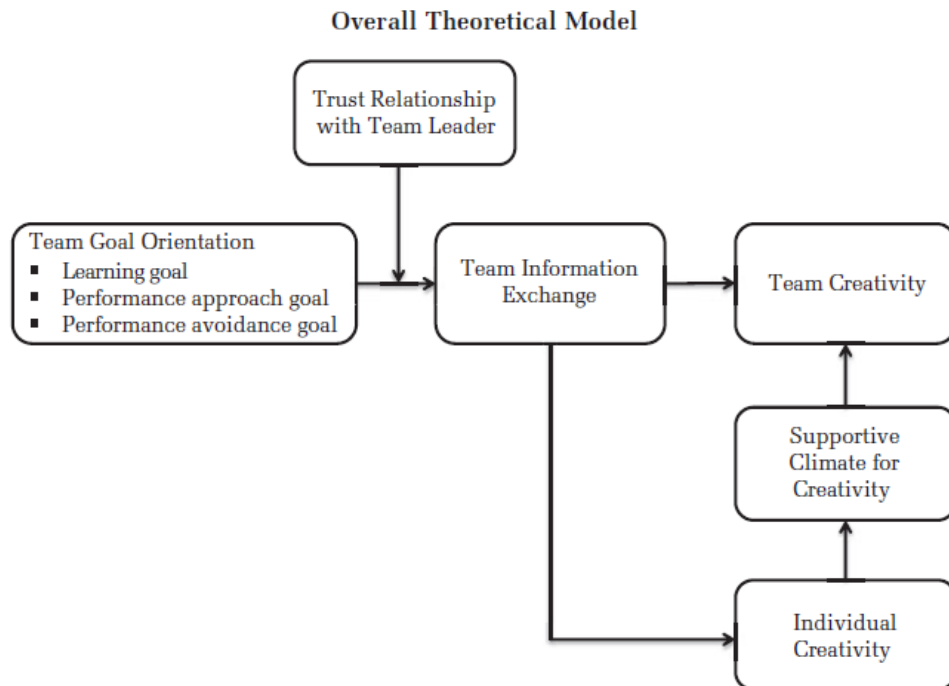 Overall Theoretical Model
Trust Relationship
with Team Leader
Team Goal Orientation
▪ Learning goal
▪ Performance approach goal
▪ Performance avoidance goal
Team Information
Exchange
Team Creativity
Supportive
Climate for
Creativity
Individual
Creativity